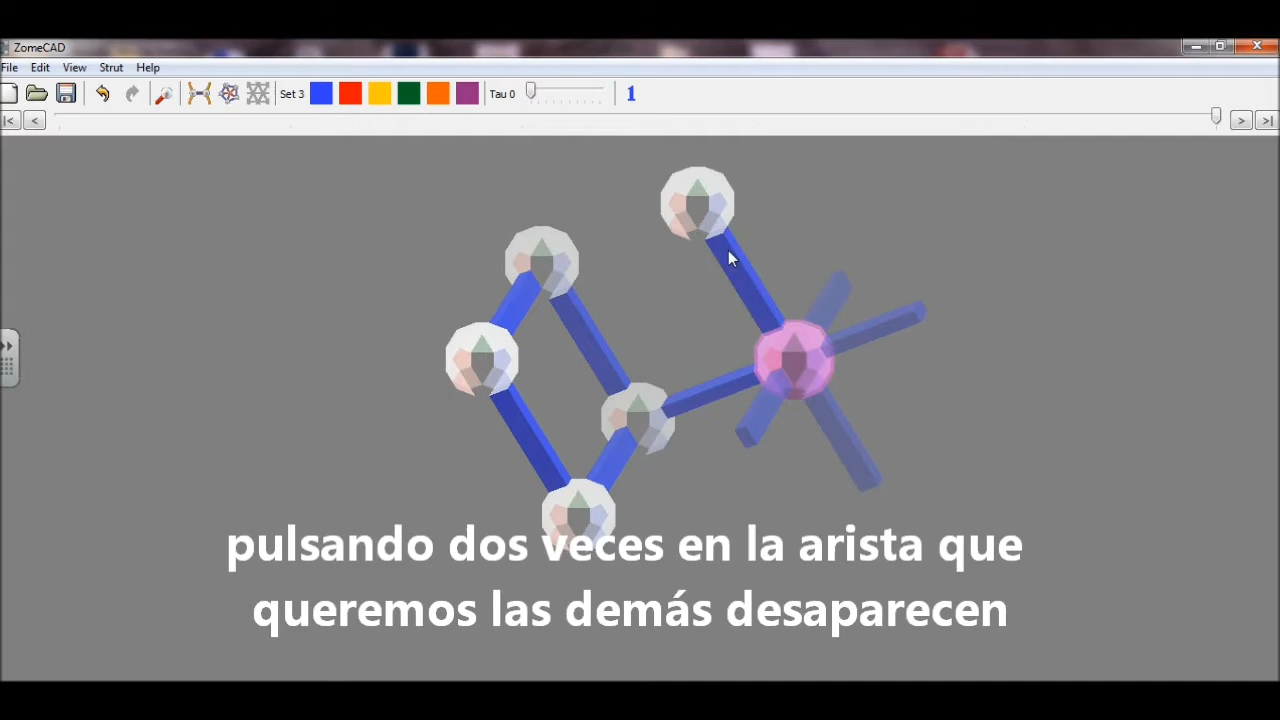 ZomeCAD
File Edit View Strut Help
Set 3 Tau 0 1
|< < > >|
pulsando dos veces en la arista que
queremos las demás desaparecen